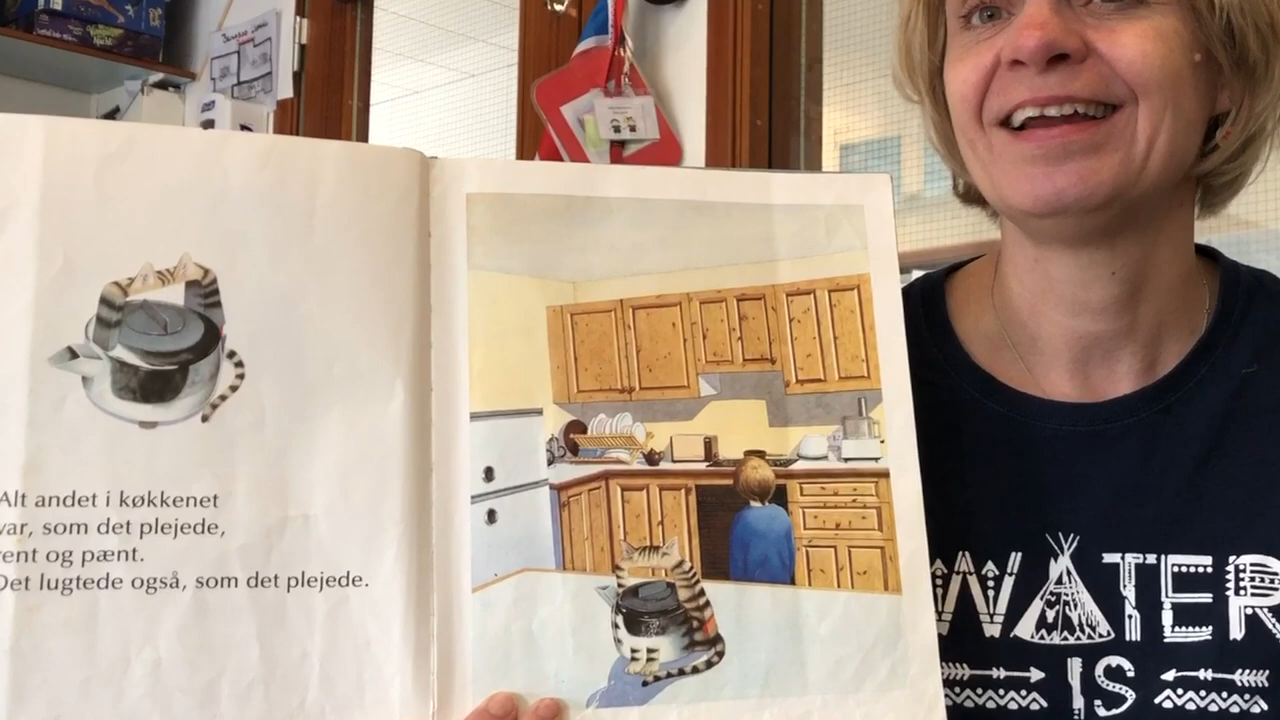 Alt andet i køkkenet
var, som det plejede,
rent og pænt.
Det lugtede også, som det plejede.
WATER
IS